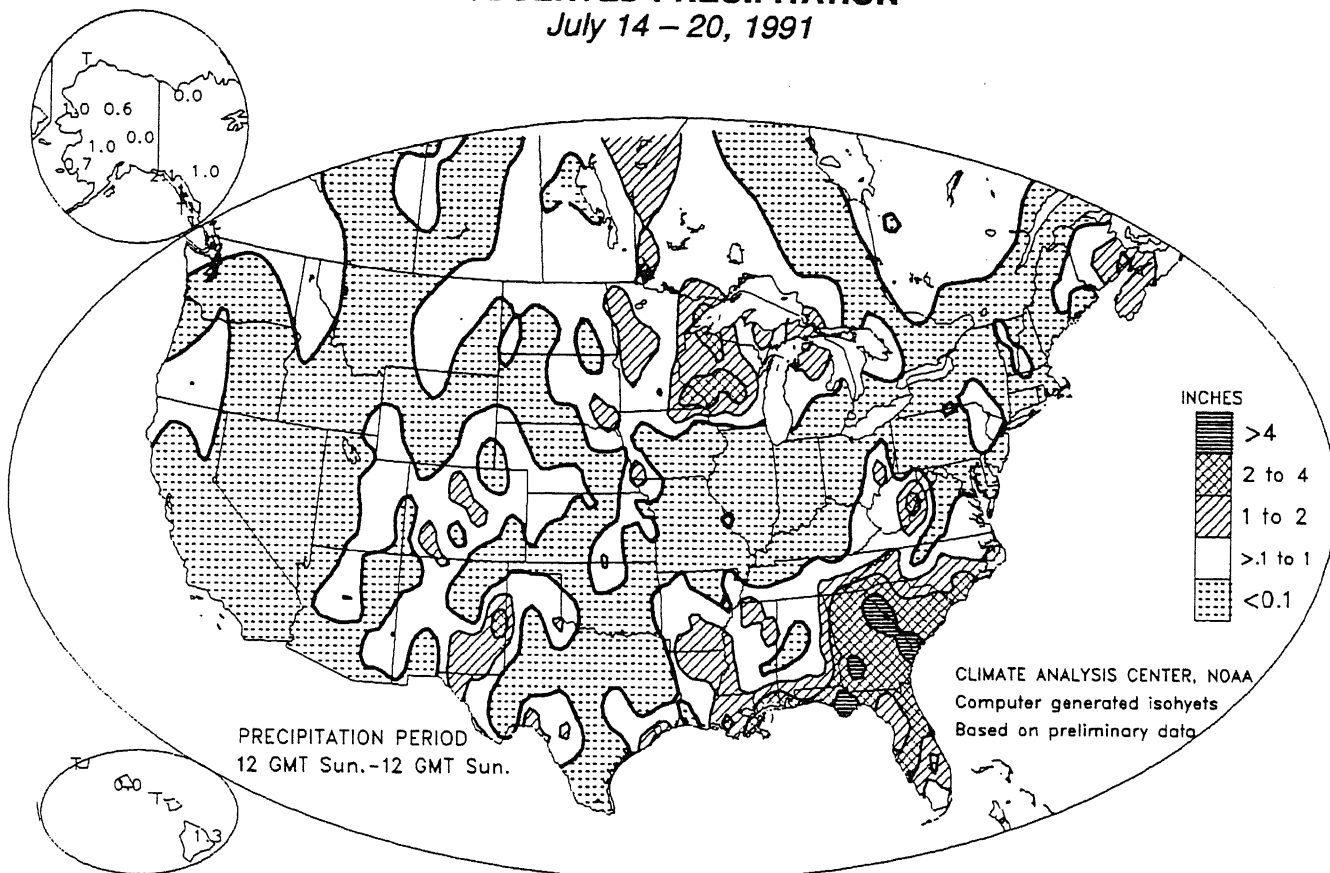 July 14 – 20, 1991
T
1.0 0.6
0.0
1.0 0.0
0.7
2.1 1.0
T
INCHES
>4
2 to 4
1 to 2
>.1 to 1
<0.1
CLIMATE ANALYSIS CENTER, NOAA
Computer generated isohyets
Based on preliminary data
PRECIPITATION PERIOD
12 GMT Sun.-12 GMT Sun.
T
T
1.3